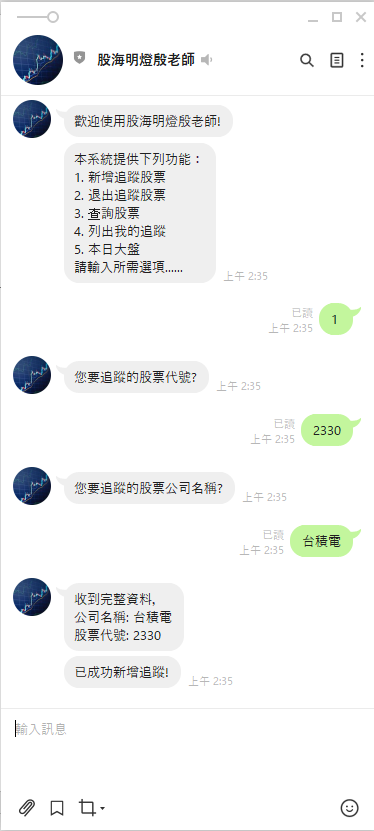 股海明燈殷老師
歡迎使用股海明燈殷老師!
本系統提供下列功能：
1. 新增追蹤股票
2. 退出追蹤股票
3. 查詢股票
4. 列出我的追蹤
5. 本日大盤
請輸入所需選項......
上午 2:35
已讀
上午 2:35
1
您要追蹤的股票代號?
上午 2:35
已讀
上午 2:35
2330
您要追蹤的股票公司名稱?
上午 2:35
已讀
上午 2:35
台積電
收到完整資料,
公司名稱: 台積電
股票代號: 2330
已成功新增追蹤!
上午 2:35
輸入訊息